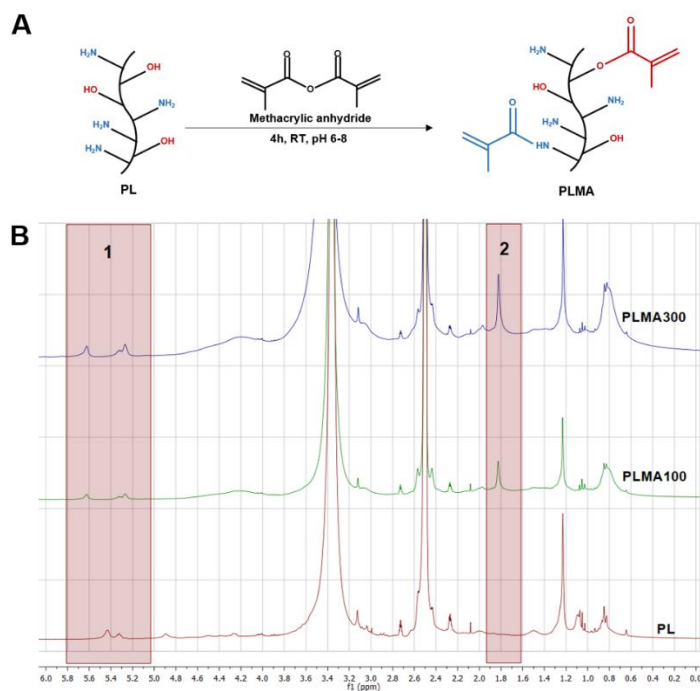 A
H₂N
OH
HO
NH₂
H₂N
H₂N
OH
PL
O
O
O
Methacrylic anhydride
4h, RT, pH 6-8
O
H₂N
O
HO
NH₂
O
H₂N
HN
OH
PLMA
B
1
2
PLMA300
PLMA100
PL
6.0 5.8 5.6 5.4 5.2 5.0 4.8 4.6 4.4 4.2 4.0 3.8 3.6 3.4 3.2 3.0 2.8 2.6 2.4 2.2 2.0 1.8 1.6 1.4 1.2 1.0 0.8 0.6 0.4 0.2
f1 (ppm)